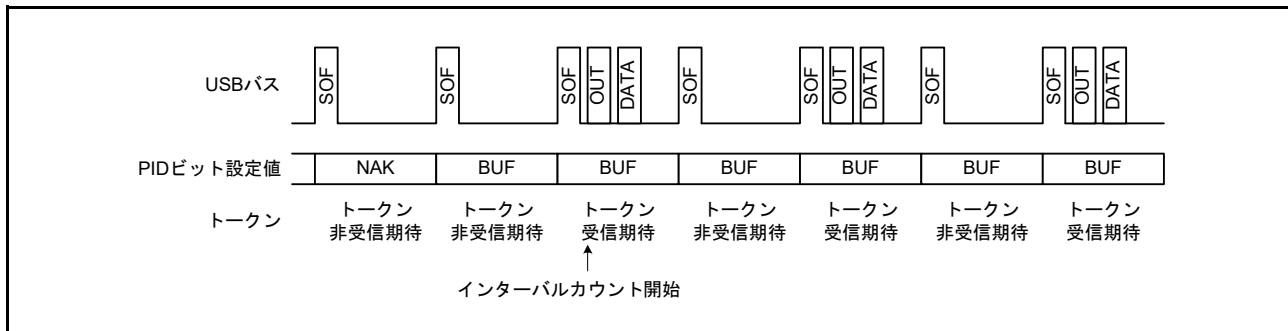 USBバス
SOF SOF SOF OUT DATA SOF SOF OUT DATA SOF SOF OUT DATA
PIDビット設定値 NAK BUF BUF BUF BUF BUF BUF
トークン
トークン 非受信期待
トークン 非受信期待
トークン 受信期待
トークン 非受信期待
トークン 受信期待
トークン 非受信期待
トークン 受信期待
インターバルカウント開始